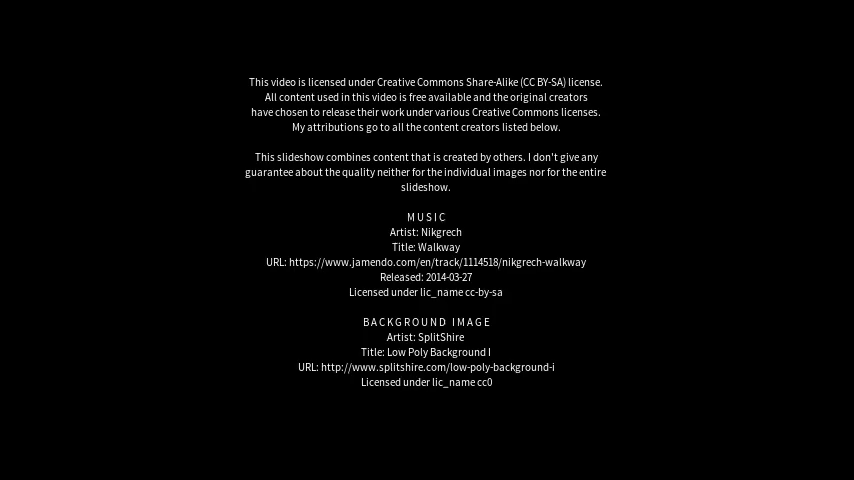 This video is licensed under Creative Commons Share-Alike (CC BY-SA) license.
All content used in this video is free available and the original creators
have chosen to release their work under various Creative Commons licenses.
My attributions go to all the content creators listed below.
This slideshow combines content that is created by others. I don't give any
guarantee about the quality neither for the individual images nor for the entire
slideshow.
MUSIC
Artist: Nikgrech
Title: Walkway
URL: https://www.jamendo.com/en/track/1114518/nikgrech-walkway
Released: 2014-03-27
Licensed under lic_name cc-by-sa
BACKGROUND IMAGE
Artist: SplitShire
Title: Low Poly Background I
URL: http://www.splitshire.com/low-poly-background-i
Licensed under lic_name cc0